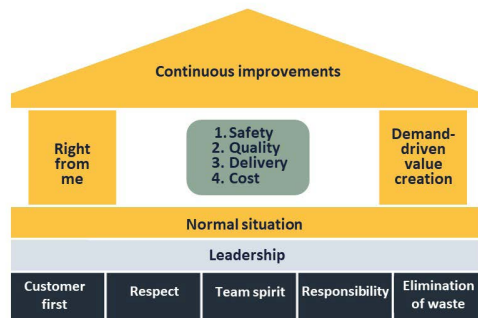 Continuous improvements
Right
from
me
1. Safety
2. Quality
3. Delivery
4. Cost
Demand-
driven
value
creation
Normal situation
Leadership
Customer
first
Respect
Team spirit
Responsibility
Elimination
of waste